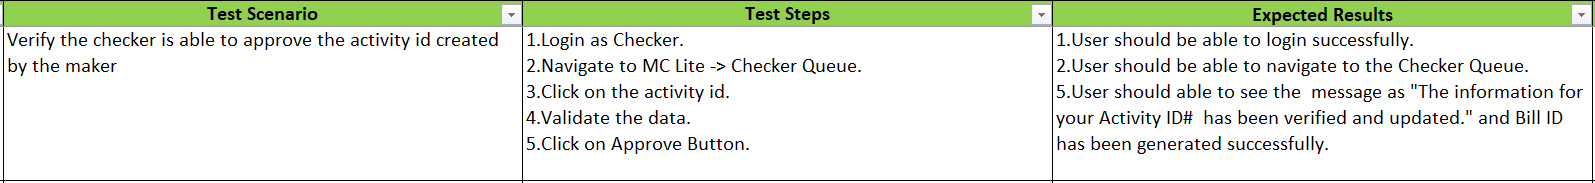 Test Scenario
Test Steps
Expected Results
Verify the checker is able to approve the activity id created
by the maker
1.Login as Checker.
2.Navigate to MC Lite -> Checker Queue.
3.Click on the activity id.
4.Validate the data.
5.Click on Approve Button.
1.User should be able to login successfully.
2.User should be able to navigate to the Checker Queue.
5.User should able to see the  message as "The information for
your Activity ID#  has been verified and updated." and Bill ID
has been generated successfully.